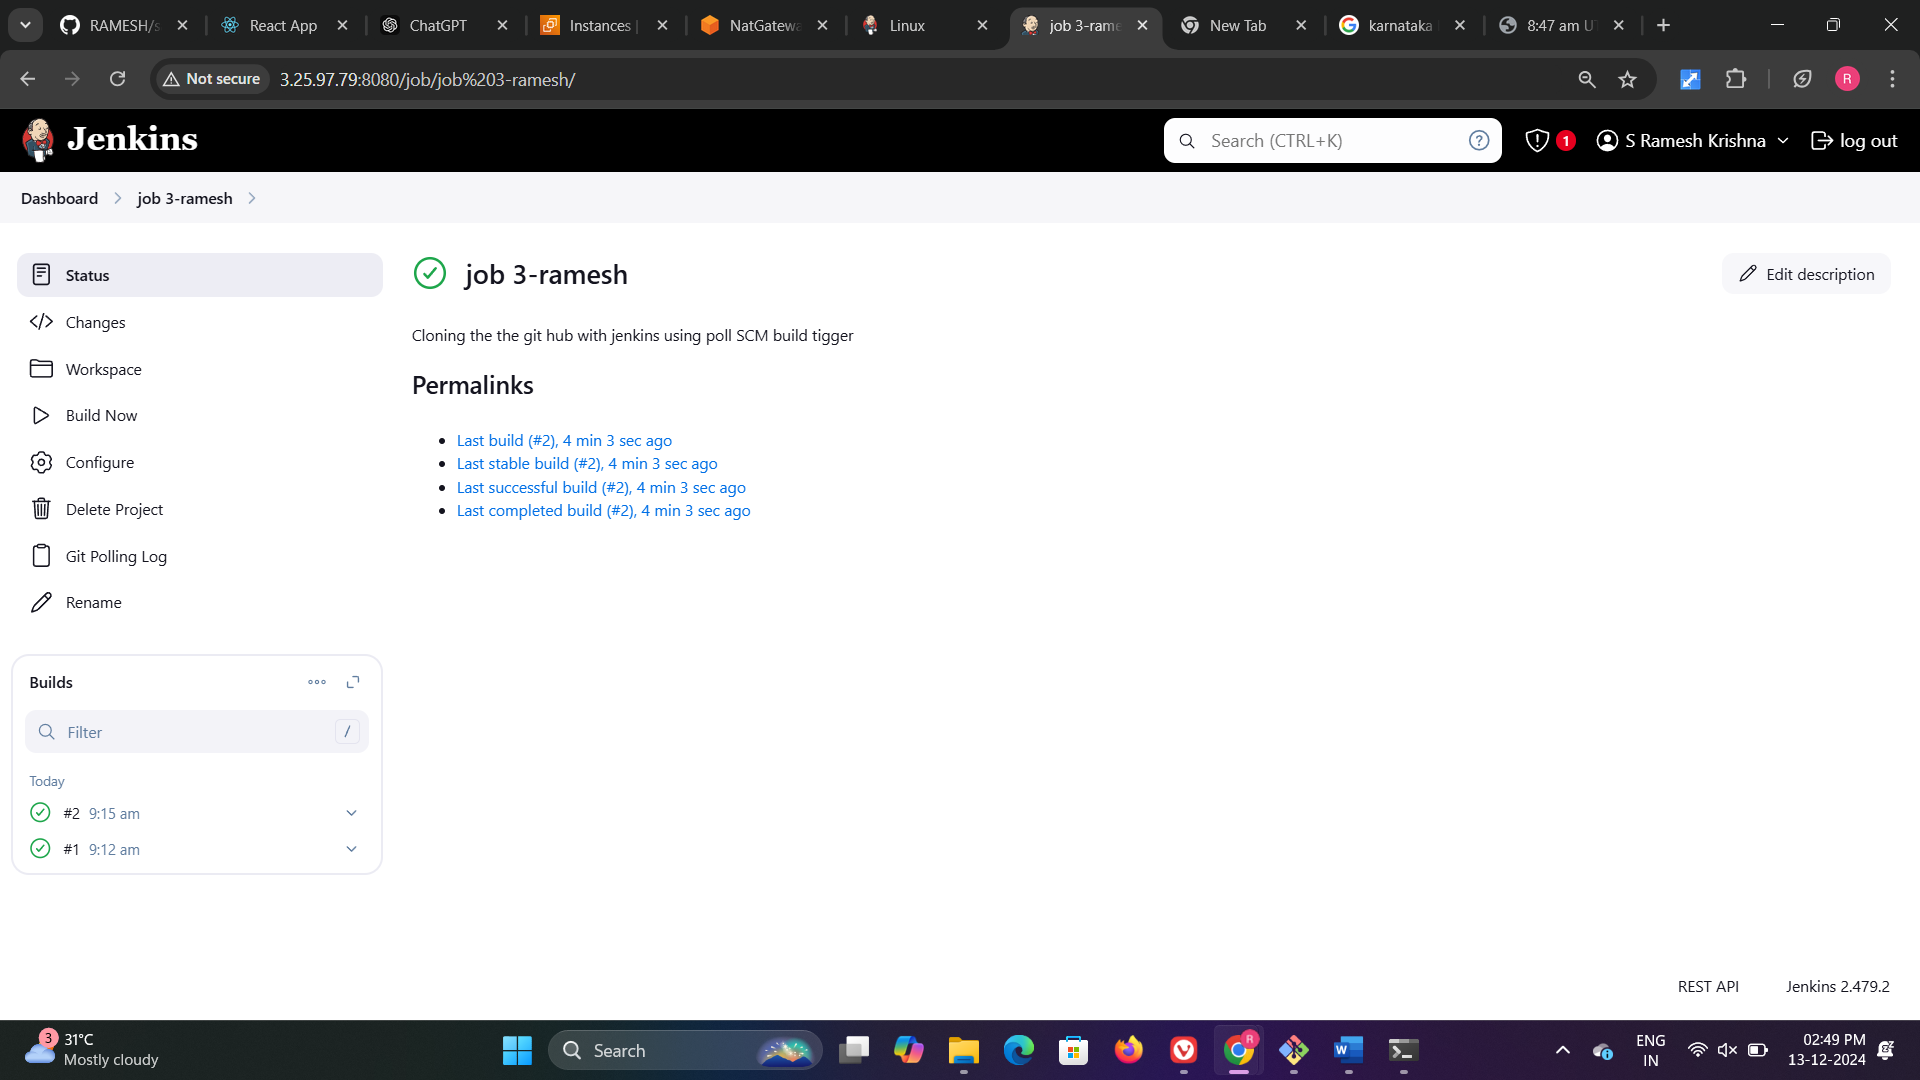 RAMESH/s
React App
ChatGPT
Instances |
NatGatewa
Linux
job 3-rame
New Tab
karnataka
8:47 am U
Not secure
3.25.97.79:8080/job/job%203-ramesh/
R
Jenkins
Search (CTRL+K)
?
1
S Ramesh Krishna
log out
Dashboard
job 3-ramesh
Status
Changes
Workspace
Build Now
Configure
Delete Project
Git Polling Log
Rename
Builds
Filter
/
Today
#2 9:15 am
#1 9:12 am
job 3-ramesh
Edit description
Cloning the the git hub with jenkins using poll SCM build tigger
Permalinks
Last build (#2), 4 min 3 sec ago
Last stable build (#2), 4 min 3 sec ago
Last successful build (#2), 4 min 3 sec ago
Last completed build (#2), 4 min 3 sec ago
REST API
Jenkins 2.479.2
3
31°C
Mostly cloudy
Search
R
W
ENG
IN
02:49 PM
13-12-2024